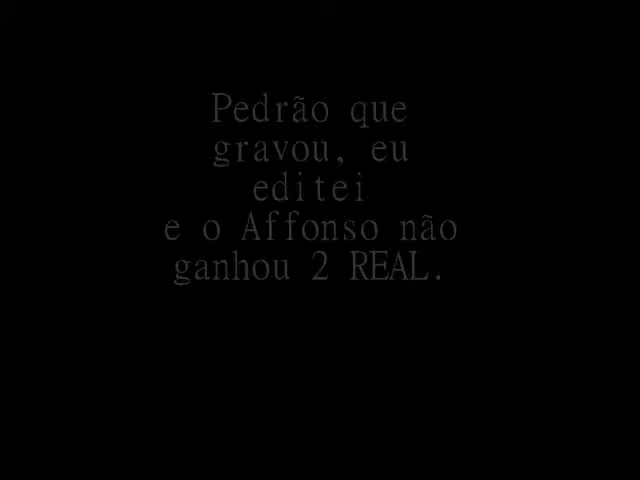 Pedrão que
gravou, eu
editei
e o Affonso não
ganhou 2 REAL.